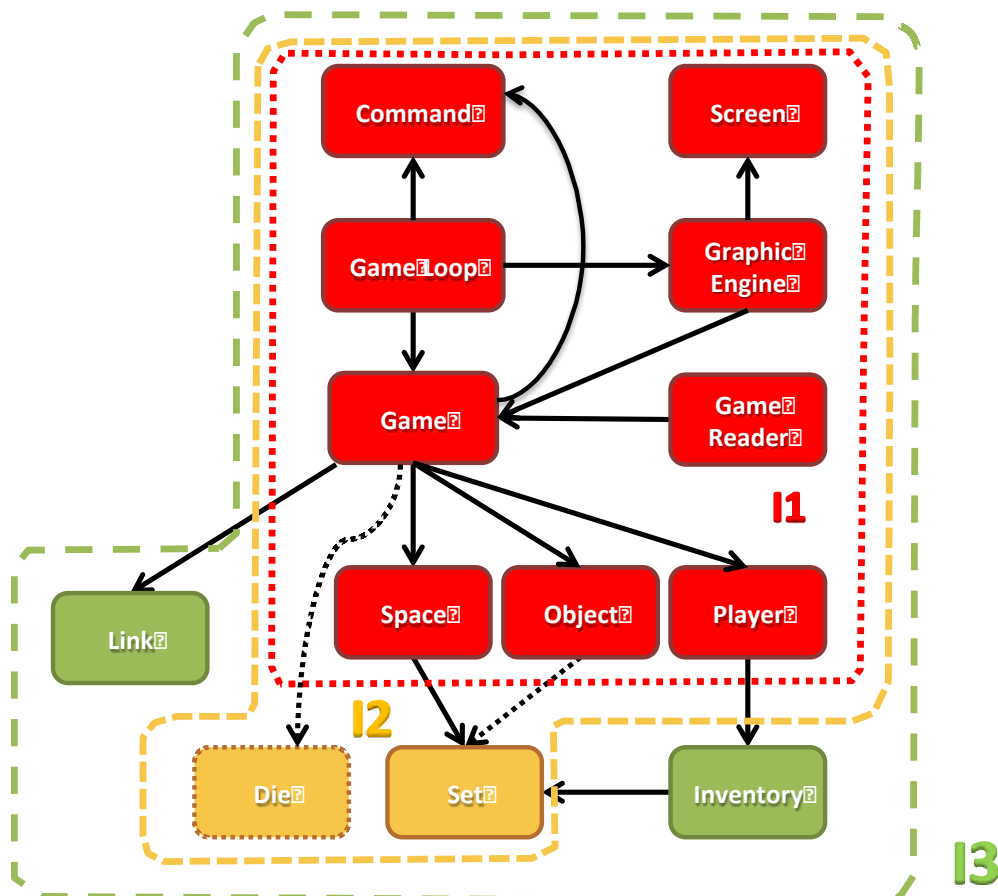 Command
Screen
Game Loop
Graphic
Engine
Game
Game
Reader
I1
Space
Object
Player
Link
I2
Die
Set
Inventory
I3